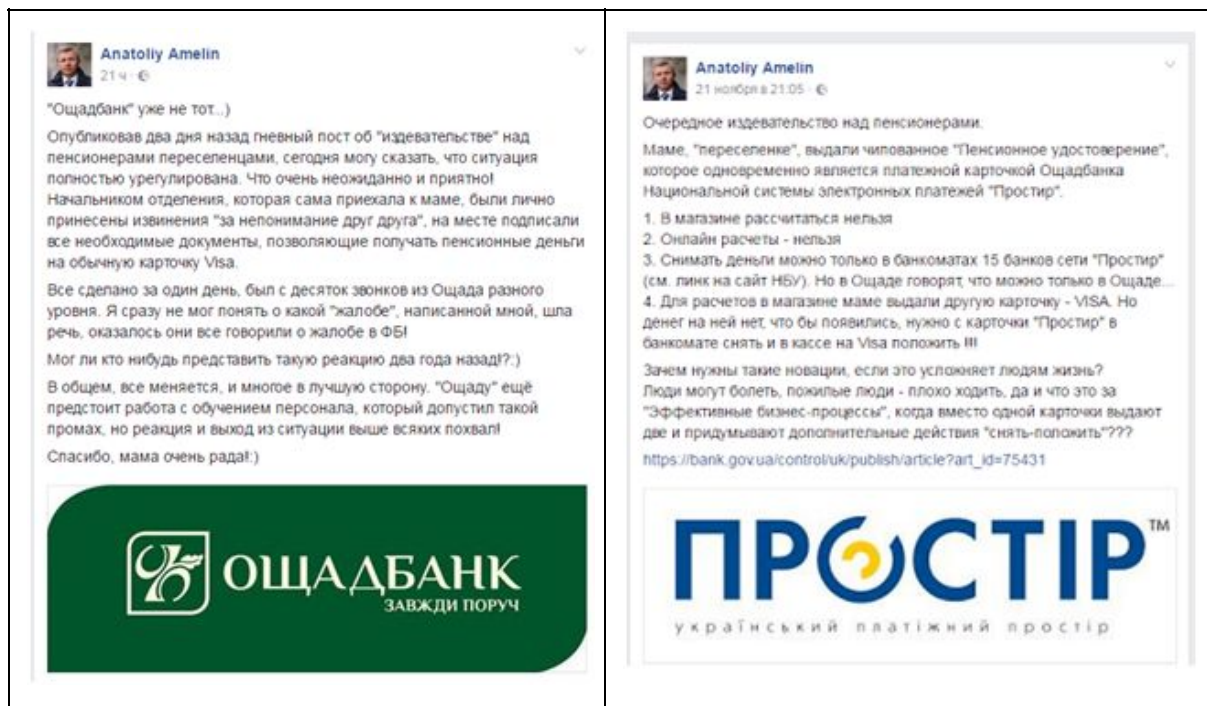 Anatoliy Amelin
21 ч
"Ощадбанк" уже не тот...)
Опубликовав два дня назад гневный пост об "издевательстве" над
пенсионерами переселенцами, сегодня могу сказать, что ситуация
полностью урегулирована. Что очень неожиданно и приятно!
Начальником отделения, которая сама приехала к маме, были лично
принесены извинения "за непонимание друг друга", на месте подписали
все необходимые документы, позволяющие получать пенсионные деньги
на обычную карточку Visa.
Все сделано за один день, был с десяток звонков из Ощада разного
уровня. Я сразу не мог понять о какой "жалобе", написанной мной, шла
речь, оказалось они все говорили о жалобе в ФБ!
Мог ли кто нибудь представить такую реакцию два года назад!?:)
В общем, все меняется, и многое в лучшую сторону. "Ощаду" ещё
предстоит работа с обучением персонала, который допустил такой
промах, но реакция и выход из ситуации выше всяких похвал!
Спасибо, мама очень рада!:)
ОЩАДБАНК
ЗАВЖДИ ПОРУЧ
Anatoliy Amelin
21 ноября в 21:05
Очередное издевательство над пенсионерами.
Маме, "переселенке", выдали чипованное "Пенсионное удостоверение",
которое одновременно является платежной карточкой Ощадбанка
Национальной системы электронных платежей "Простир".
1. В магазине рассчитаться нельзя
2. Онлайн расчеты - нельзя
3. Снимать деньги можно только в банкоматах 15 банков сети "Простир"
(см. линк на сайт НБУ). Но в Ощаде говорят, что можно только в Ощаде...
4. Для расчетов в магазине маме выдали другую карточку - VISA. Но
денег на ней нет, что бы появились, нужно с карточки "Простир" в
банкомате снять и в кассе на Visa положить !!!
Зачем нужны такие новации, если это усложняет людям жизнь?
Люди могут болеть, пожилые люди - плохо ходить, да и что это за
"Эффективные бизнес-процессы", когда вместо одной карточки выдают
две и придумывают дополнительные действия "снять-положить"???
https://bank.gov.ua/control/uk/publish/article?art_id=75431
ПРОСТІР™
український платіжний простір